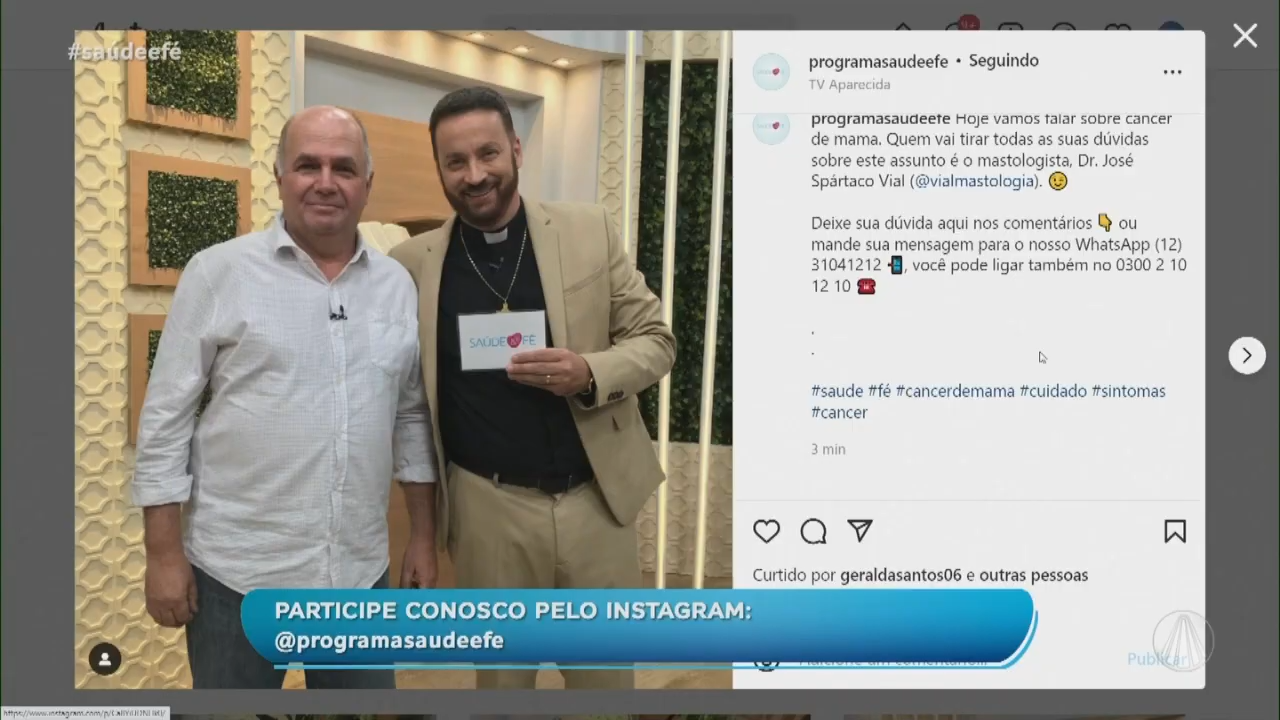 #saudeefé
programasaudeefe • Seguindo
TV Aparecida
programasaudeefe Hoje vamos falar sobre câncer
de mama. Quem vai tirar todas as suas dúvidas
sobre este assunto é o mastologista, Dr. José
Spártaco Vial (@vialmastologia). 😉
Deixe sua dúvida aqui nos comentários 👇 ou
mande sua mensagem para o nosso WhatsApp (12)
31041212 📲, você pode ligar também no 0300 2 10
12 10 ☎️
.
.
#saude #fé #cancerdemama #cuidado #sintomas
#cancer
3 min
SAÚDE & FÉ
Curtido por geraldasantos06 e outras pessoas
PARTICIPE CONOSCO PELO INSTAGRAM:
@programasaudeefe
Publicar